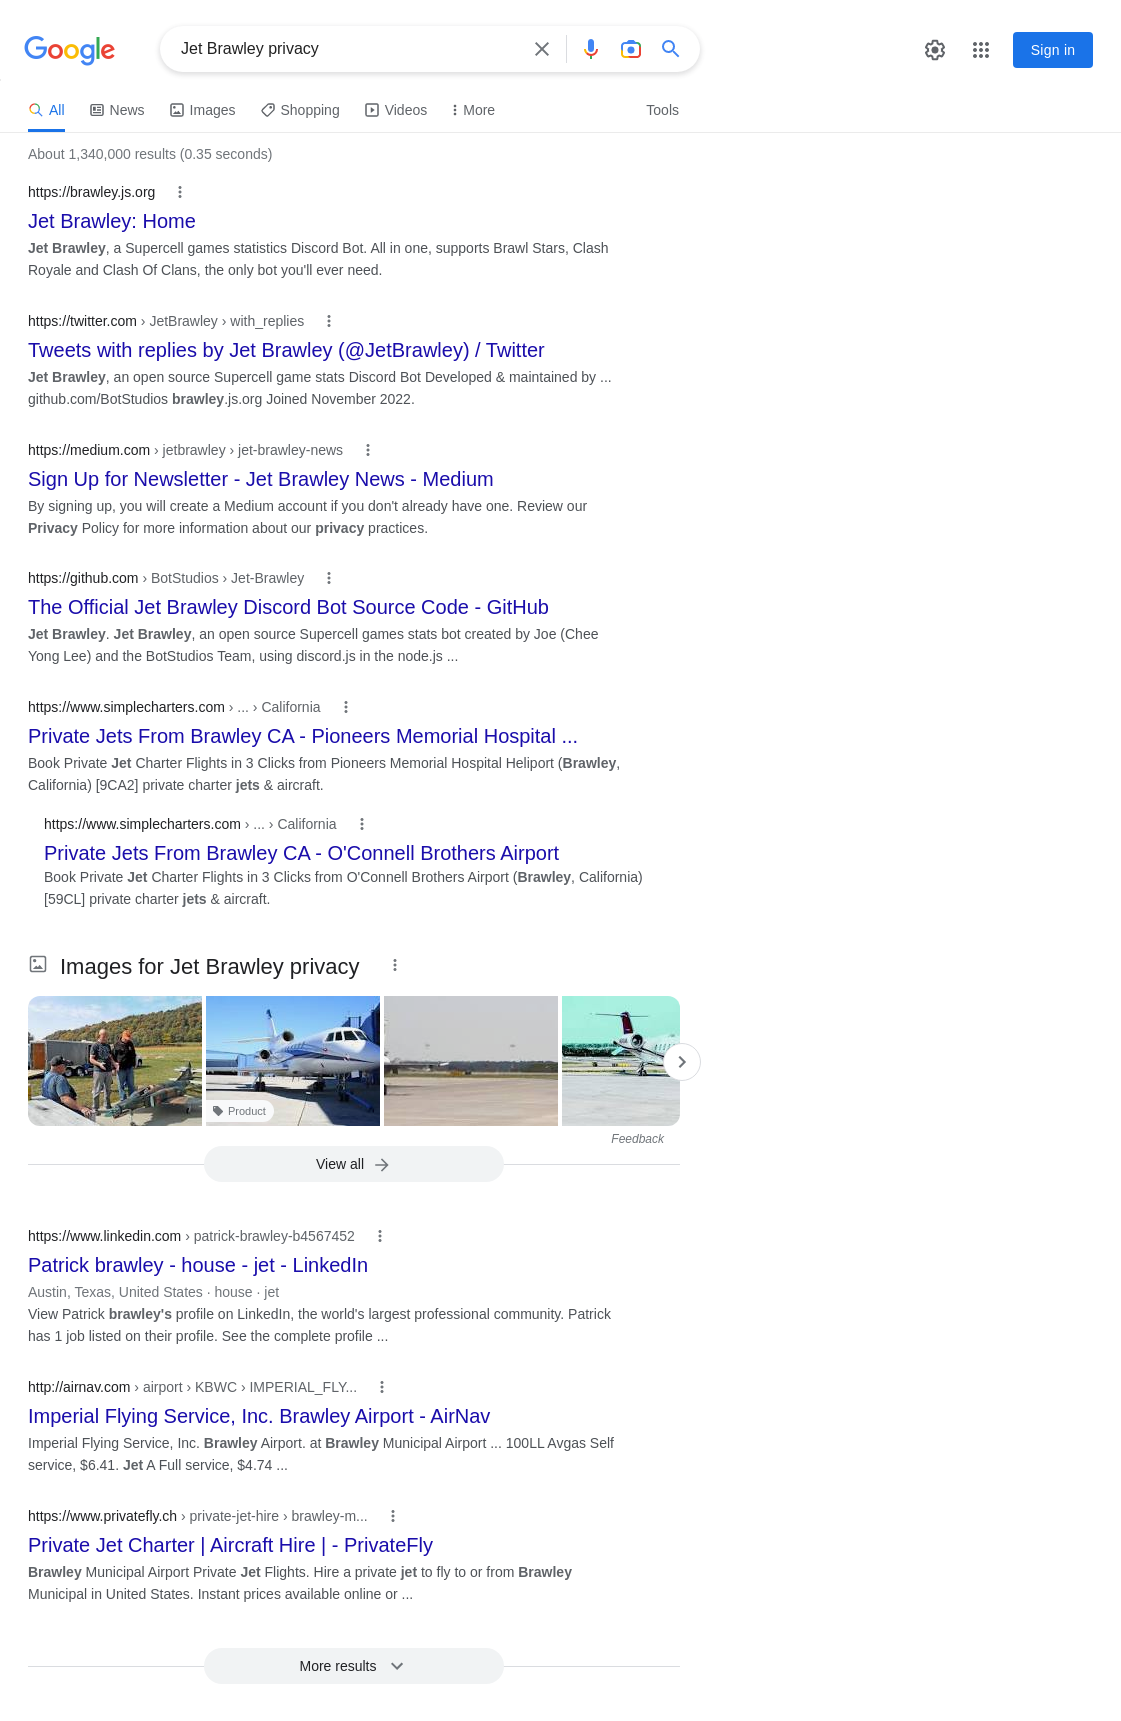 Google
Jet Brawley privacy
Sign in
All News Images Shopping Videos More Tools
About 1,340,000 results (0.35 seconds)
https://brawley.js.org
Jet Brawley: Home
Jet Brawley, a Supercell games statistics Discord Bot. All in one, supports Brawl Stars, Clash
Royale and Clash Of Clans, the only bot you'll ever need.
https://twitter.com › JetBrawley › with_replies
Tweets with replies by Jet Brawley (@JetBrawley) / Twitter
Jet Brawley, an open source Supercell game stats Discord Bot Developed & maintained by ...
github.com/BotStudios brawley.js.org Joined November 2022.
https://medium.com › jetbrawley › jet-brawley-news
Sign Up for Newsletter - Jet Brawley News - Medium
By signing up, you will create a Medium account if you don't already have one. Review our
Privacy Policy for more information about our privacy practices.
https://github.com › BotStudios › Jet-Brawley
The Official Jet Brawley Discord Bot Source Code - GitHub
Jet Brawley. Jet Brawley, an open source Supercell games stats bot created by Joe (Chee
Yong Lee) and the BotStudios Team, using discord.js in the node.js ...
https://www.simplecharters.com › ... › California
Private Jets From Brawley CA - Pioneers Memorial Hospital ...
Book Private Jet Charter Flights in 3 Clicks from Pioneers Memorial Hospital Heliport (Brawley,
California) [9CA2] private charter jets & aircraft.
https://www.simplecharters.com › ... › California
Private Jets From Brawley CA - O'Connell Brothers Airport
Book Private Jet Charter Flights in 3 Clicks from O'Connell Brothers Airport (Brawley, California)
[59CL] private charter jets & aircraft.
Images for Jet Brawley privacy
Product
Feedback
View all
https://www.linkedin.com › patrick-brawley-b4567452
Patrick brawley - house - jet - LinkedIn
Austin, Texas, United States · house · jet
View Patrick brawley's profile on LinkedIn, the world's largest professional community. Patrick
has 1 job listed on their profile. See the complete profile ...
http://airnav.com › airport › KBWC › IMPERIAL_FLY...
Imperial Flying Service, Inc. Brawley Airport - AirNav
Imperial Flying Service, Inc. Brawley Airport. at Brawley Municipal Airport ... 100LL Avgas Self
service, $6.41. Jet A Full service, $4.74 ...
https://www.privatefly.ch › private-jet-hire › brawley-m...
Private Jet Charter | Aircraft Hire | - PrivateFly
Brawley Municipal Airport Private Jet Flights. Hire a private jet to fly to or from Brawley
Municipal in United States. Instant prices available online or ...
More results